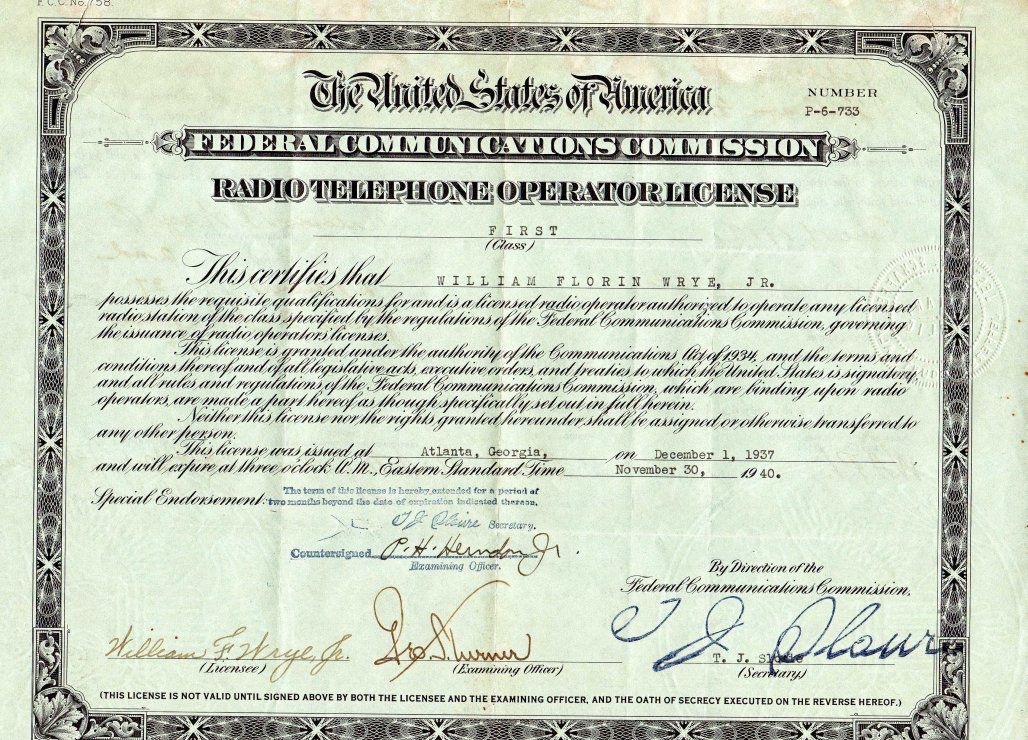 F.C.C. No. 758.
The United States of America
NUMBER
P-6-733
FEDERAL COMMUNICATIONS COMMISSION
RADIO TELEPHONE OPERATOR LICENSE
FIRST
(Class)
This certifies that WILLIAM FLORIN WRYE, JR.
possesses the requisite qualifications for and is a licensed radio operator authorized to operate any licensed
radio station of the class specified by the regulations of the Federal Communications Commission, governing
the issuance of radio operators' licenses.
This license is granted under the authority of the Communications Act of 1934, and the terms and
conditions thereof and of all legislative acts, executive orders, and treaties to which the United States is signatory
and all rules and regulations of the Federal Communications Commission, which are binding upon radio
operators, are made a part hereof as though specifically set out in full herein.
Neither this license nor the rights granted hereunder shall be assigned or otherwise transferred to
any other person.
This license was issued at Atlanta, Georgia, on December 1, 1937
and will expire at three o'clock A.M., Eastern Standard Time November 30, 1940.
Special Endorsement: The term of this license is hereby extended for a period of
two months beyond the date of expiration indicated thereon.
T J Slowie Secretary.
Countersigned P. H. Herndon Jr.
Examining Officer.
By Direction of the
Federal Communications Commission,
William F. Wrye, Jr.
Turner
T J Slowie
T. J. Slowie
(Licensee)
(Examining Officer)
(Secretary)
(THIS LICENSE IS NOT VALID UNTIL SIGNED ABOVE BY BOTH THE LICENSEE AND THE EXAMINING OFFICER, AND THE OATH OF SECRECY EXECUTED ON THE REVERSE HEREOF.)